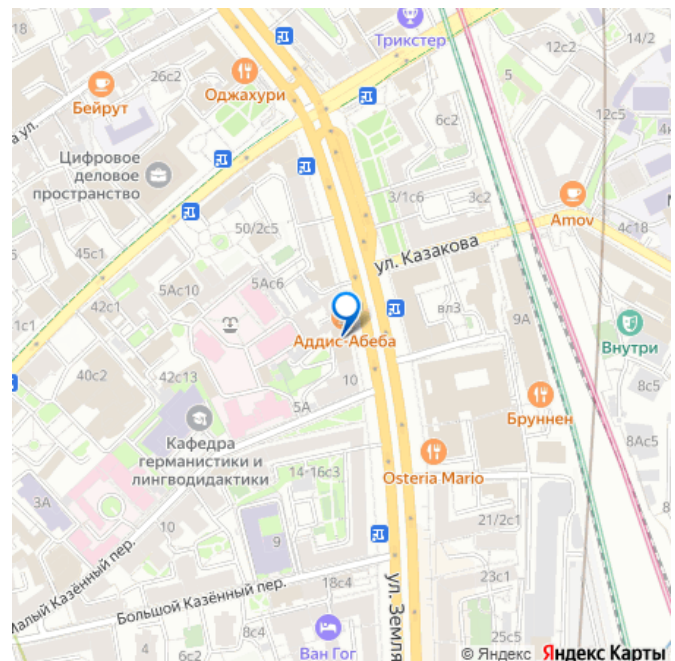 Трикстер
14/2
12с2
26с2
5
Оджахури
Бейрут
12с5
4к
6с2
а ул.
Цифровое
деловое
пространство
3/1с6
3с2
Amov
4с18
50/2с5
ул. Казакова
45с1
5Ас6
5Ас10
42с1
вл3
9А
1с1
Аддис-Абеба
Внутри
40с2
42с13
10
8с5
5А
Бруннен
Кафедра
германистики и
лингводидактики
8Ас5
14-16с3
Osteria Mario
3А
10
21/2с1
9
8
Малый Казённый пер.
18с4
23с1
Большой Казённый пер.
ул. Земля
4
6с2
8с4
Ван Гог
25с5
© Яндекс Яндекс Карты